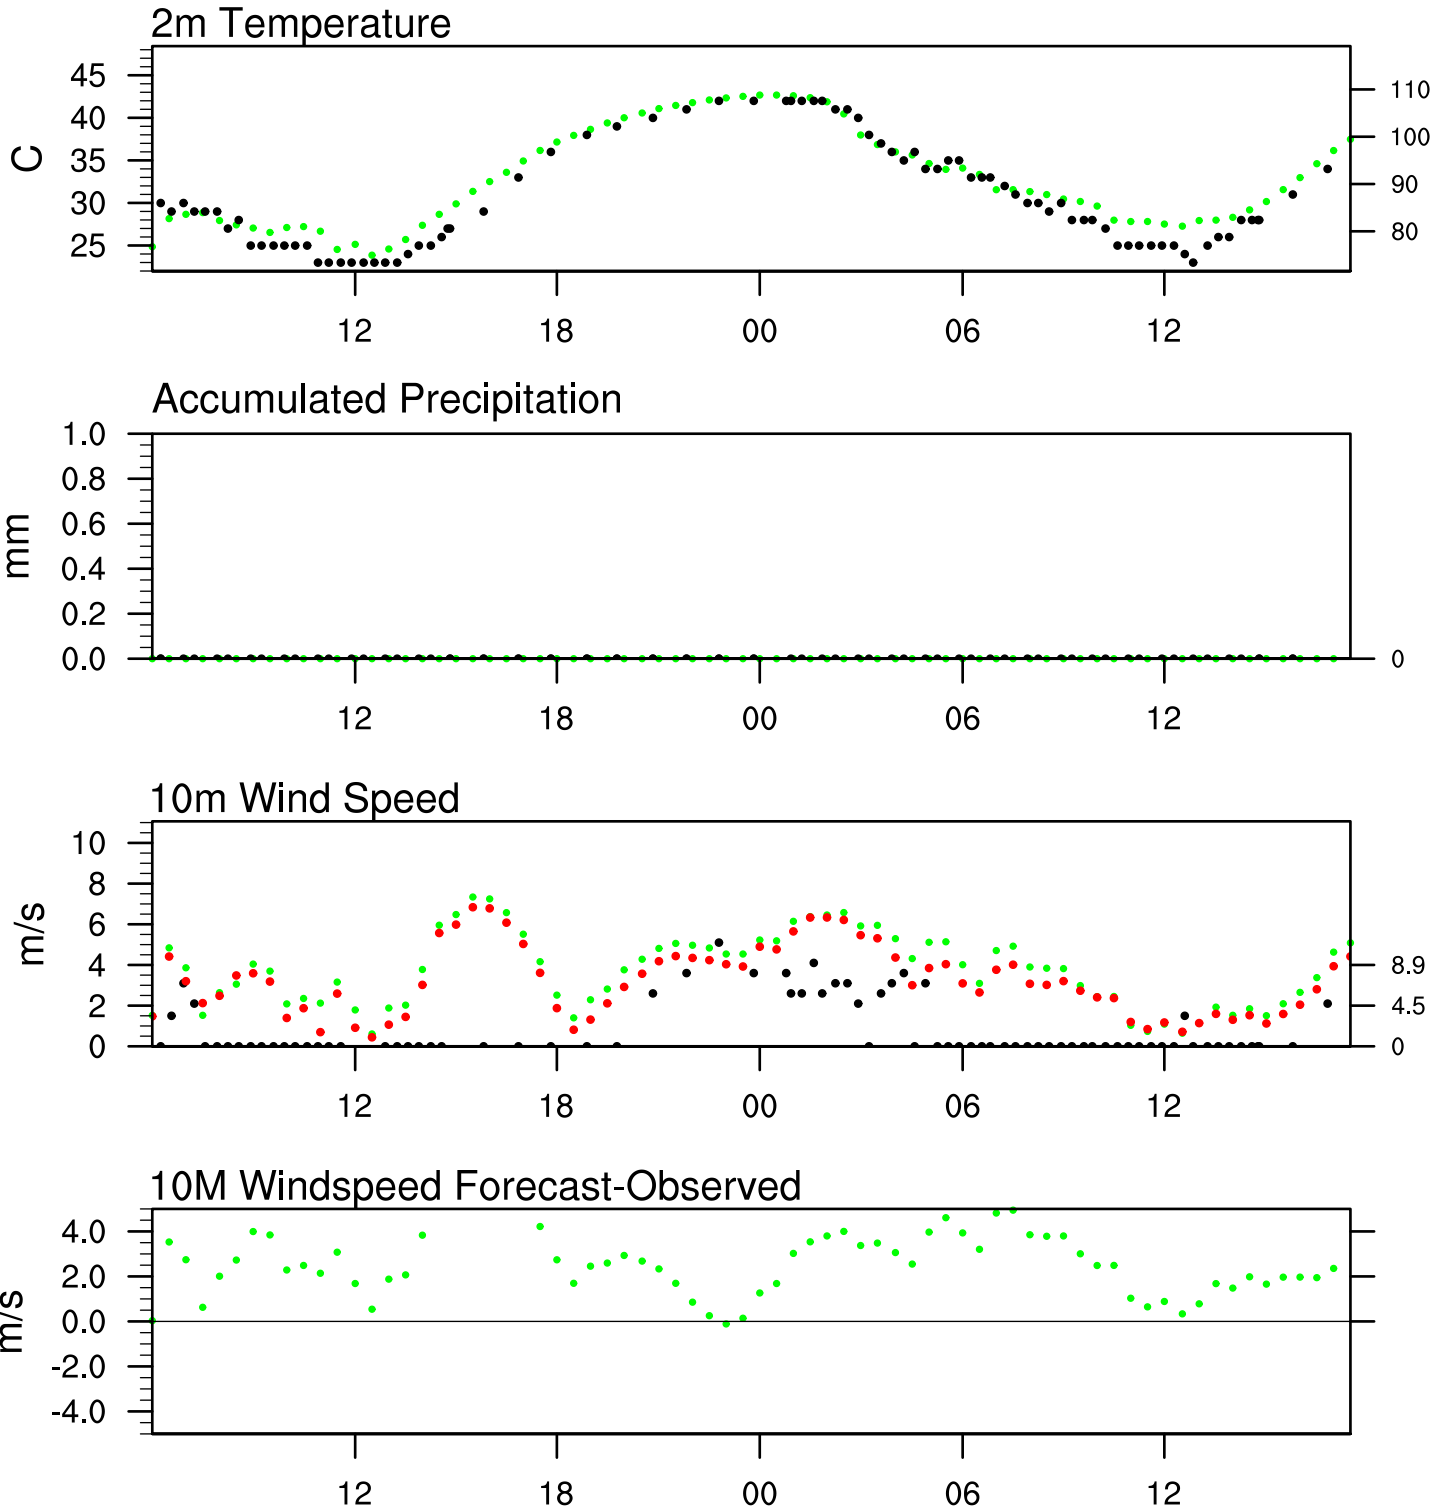 2m Temperature
45
40
35
30
25
C
110
100
90
80
12 18 00 06 12
Accumulated Precipitation
1.0
0.8
0.6
0.4
0.2
0.0
mm
0
12 18 00 06 12
10m Wind Speed
10
8
6
4
2
0
m/s
8.9
4.5
0
12 18 00 06 12
10M Windspeed Forecast-Observed
4.0
2.0
0.0
-2.0
-4.0
m/s
12 18 00 06 12